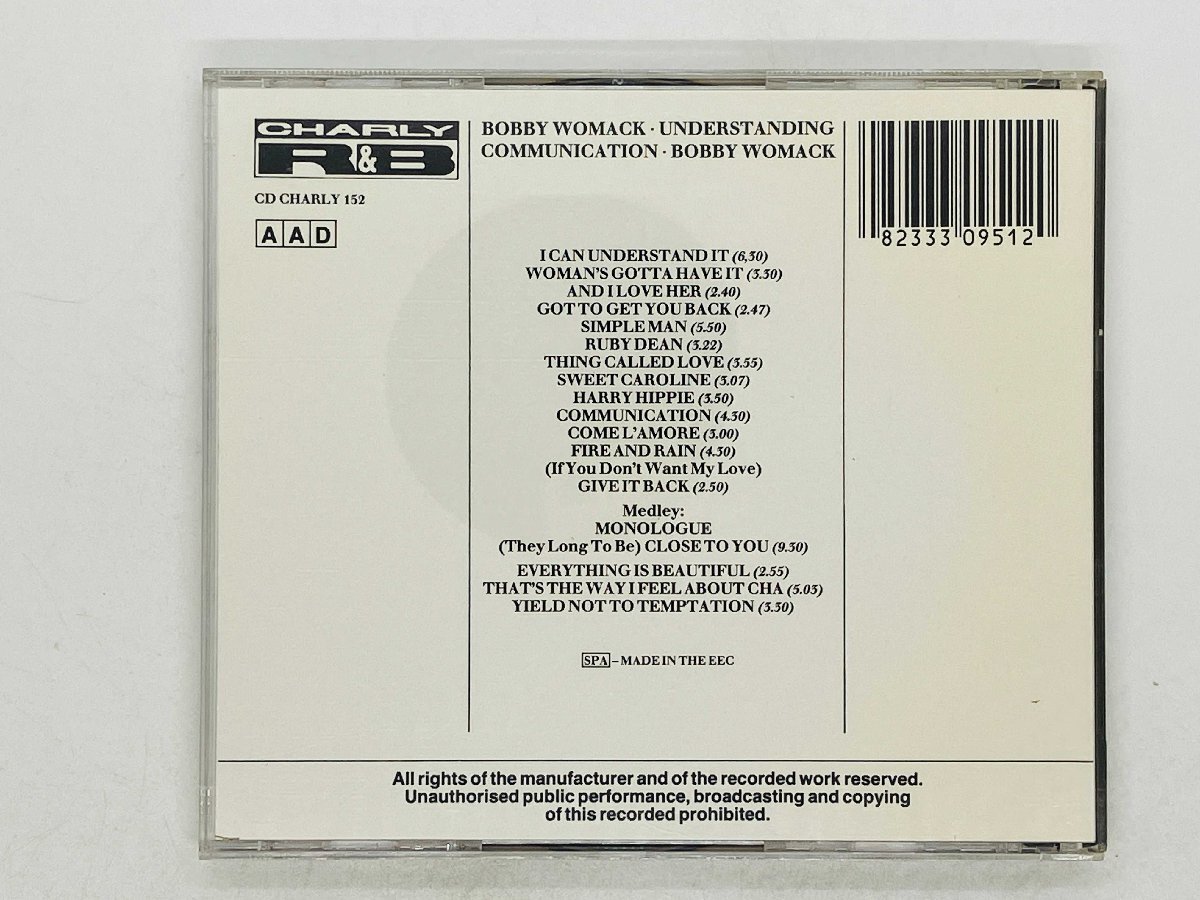 CHARLY
R&B
CD CHARLY 152
AAD
BOBBY WOMACK · UNDERSTANDING
COMMUNICATION · BOBBY WOMACK
I CAN UNDERSTAND IT (6,30)
WOMAN'S GOTTA HAVE IT (3.30)
AND I LOVE HER (2.40)
GOT TO GET YOU BACK (2.47)
SIMPLE MAN (5.50)
RUBY DEAN (3.22)
THING CALLED LOVE (3.55)
SWEET CAROLINE (3.07)
HARRY HIPPIE (3.50)
COMMUNICATION (4.30)
COME L'AMORE (3.00)
FIRE AND RAIN (4.30)
(If You Don't Want My Love)
GIVE IT BACK (2.50)
Medley:
MONOLOGUE
(They Long To Be) CLOSE TO YOU (9.30)
EVERYTHING IS BEAUTIFUL (2.55)
THAT'S THE WAY I FEEL ABOUT CHA (5.03)
YIELD NOT TO TEMPTATION (3.30)
SPA – MADE IN THE EEC
82333 09512
All rights of the manufacturer and of the recorded work reserved.
Unauthorised public performance, broadcasting and copying
of this recorded prohibited.